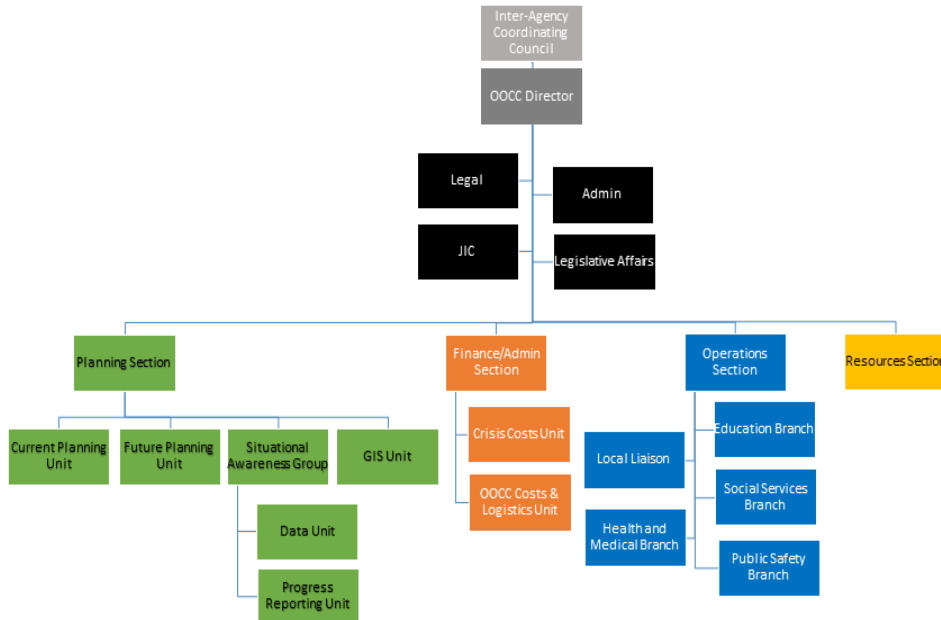 Inter-Agency
Coordinating
Council
OOCC Director
Legal
Admin
JIC
Legislative Affairs
Planning Section
Finance/Admin
Section
Operations
Section
Resources Section
Current Planning
Unit
Future Planning
Unit
Situational
Awareness Group
GIS Unit
Data Unit
Progress
Reporting Unit
Crisis Costs Unit
OOCC Costs &
Logistics Unit
Local Liaison
Health and
Medical Branch
Education Branch
Social Services
Branch
Public Safety
Branch